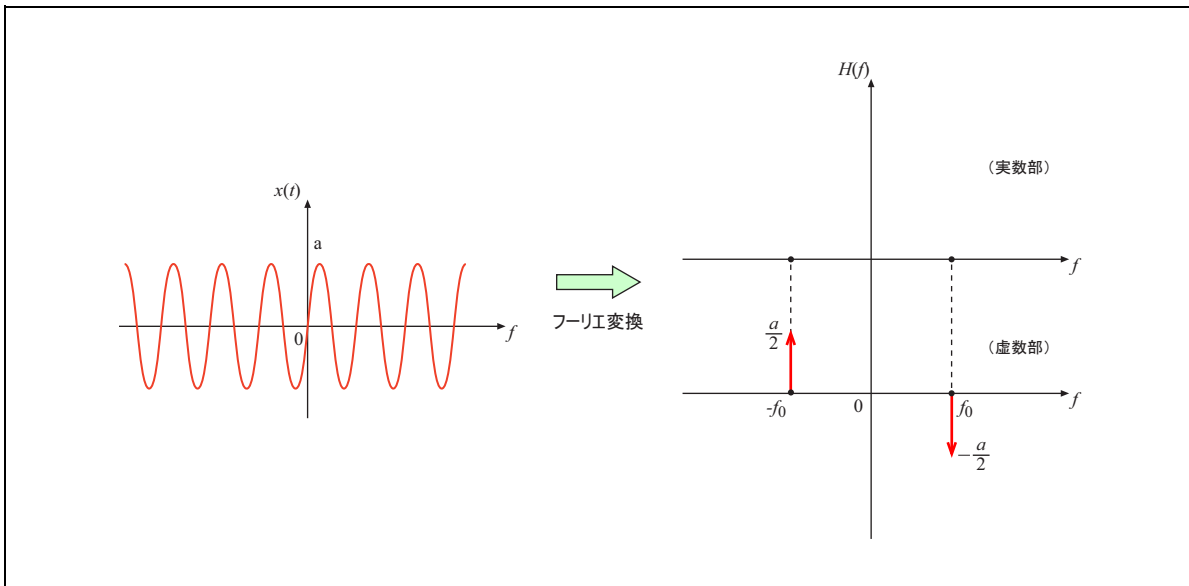 x(t)
a
0
f
フーリエ変換
H(f)
（実数部）
f
a/2
（虚数部）
-f₀
0
f₀
f
-a/2